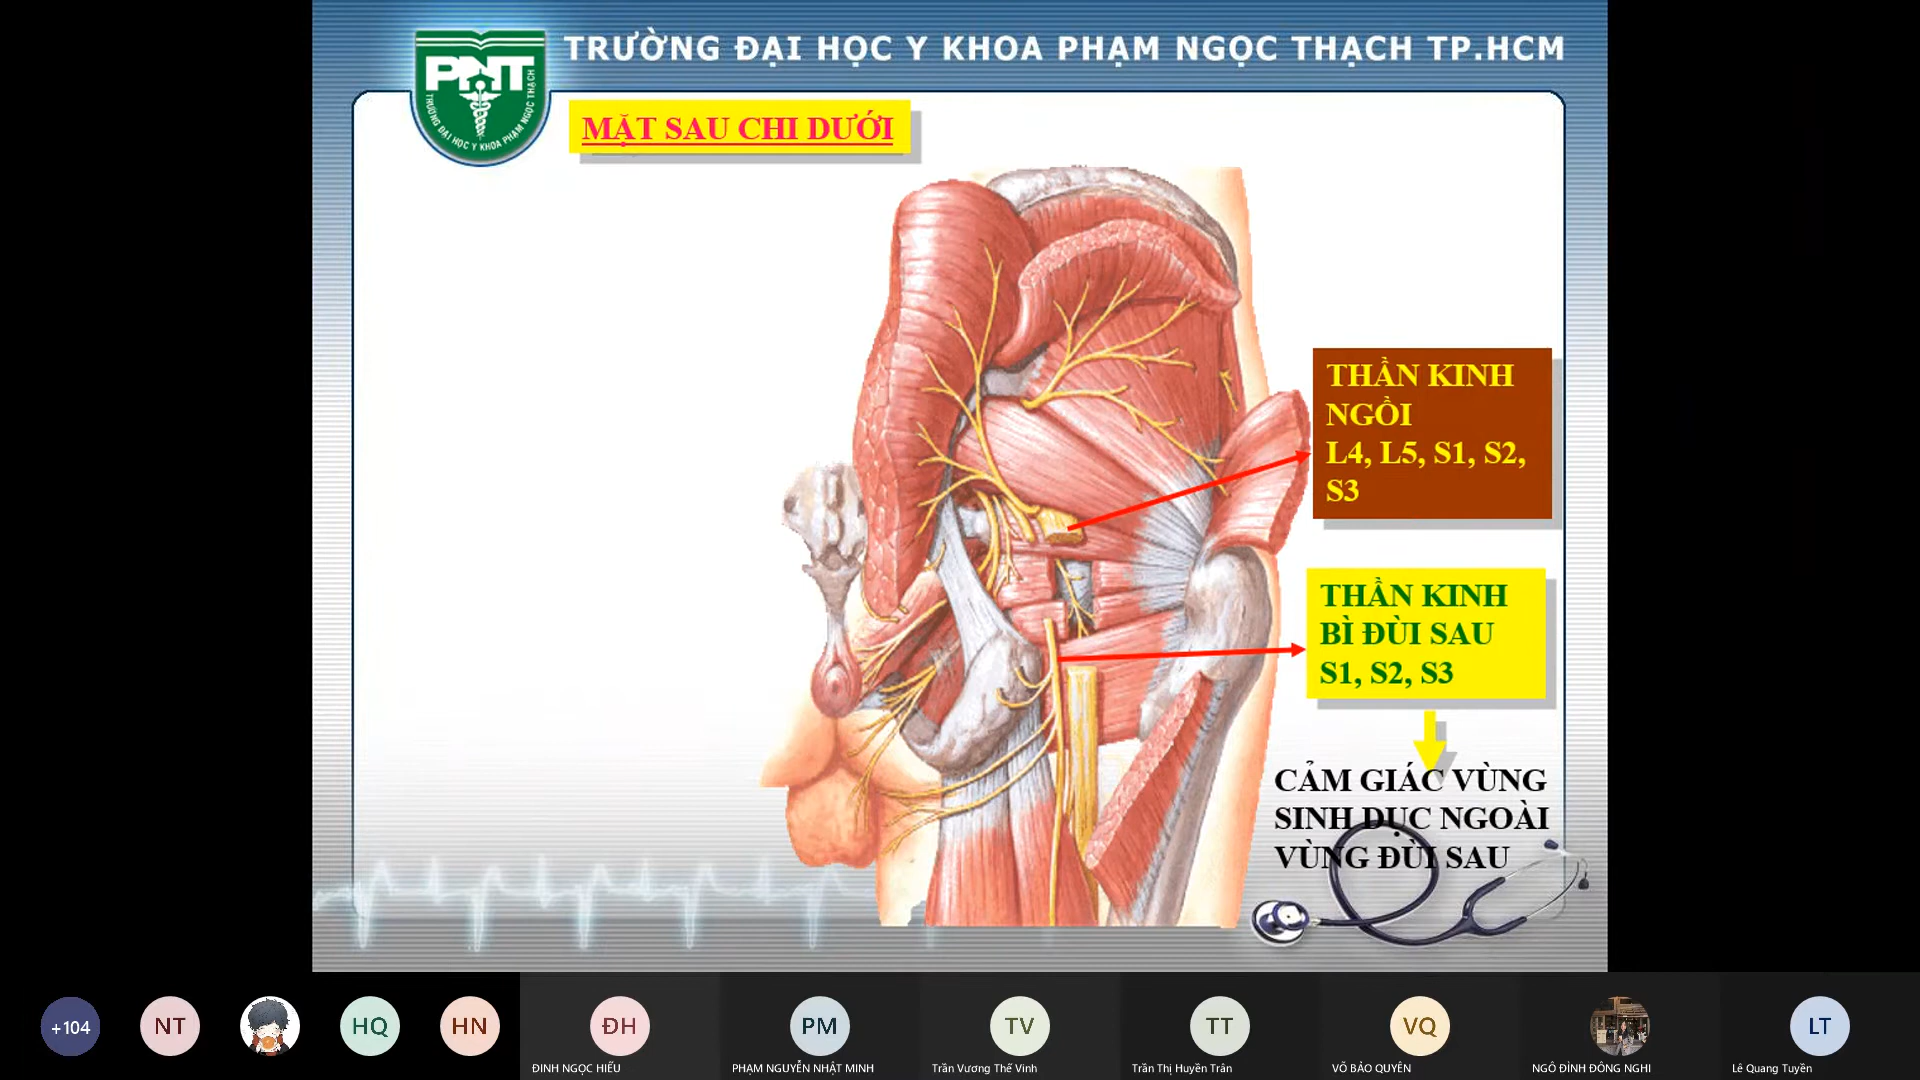 TRƯỜNG ĐẠI HỌC Y KHOA PHẠM NGỌC THẠCH TP.HCM
PNT
TRƯỜNG ĐẠI HỌC Y KHOA PHẠM NGỌC THẠCH
MẶT SAU CHI DƯỚI
THẦN KINH
NGỒI
L4, L5, S1, S2,
S3
THẦN KINH
BÌ ĐÙI SAU
S1, S2, S3
CẢM GIÁC VÙNG
SINH DỤC NGOÀI
VÙNG ĐÙI SAU
+104
NT
HQ
HN
ĐH
PM
TV
TT
VQ
LT
ĐINH NGỌC HIẾU
PHẠM NGUYỄN NHẬT MINH
Trần Vương Thế Vinh
Trần Thị Huyền Trân
VÕ BẢO QUYÊN
NGÔ ĐÌNH ĐÔNG NGHI
Lê Quang Tuyền